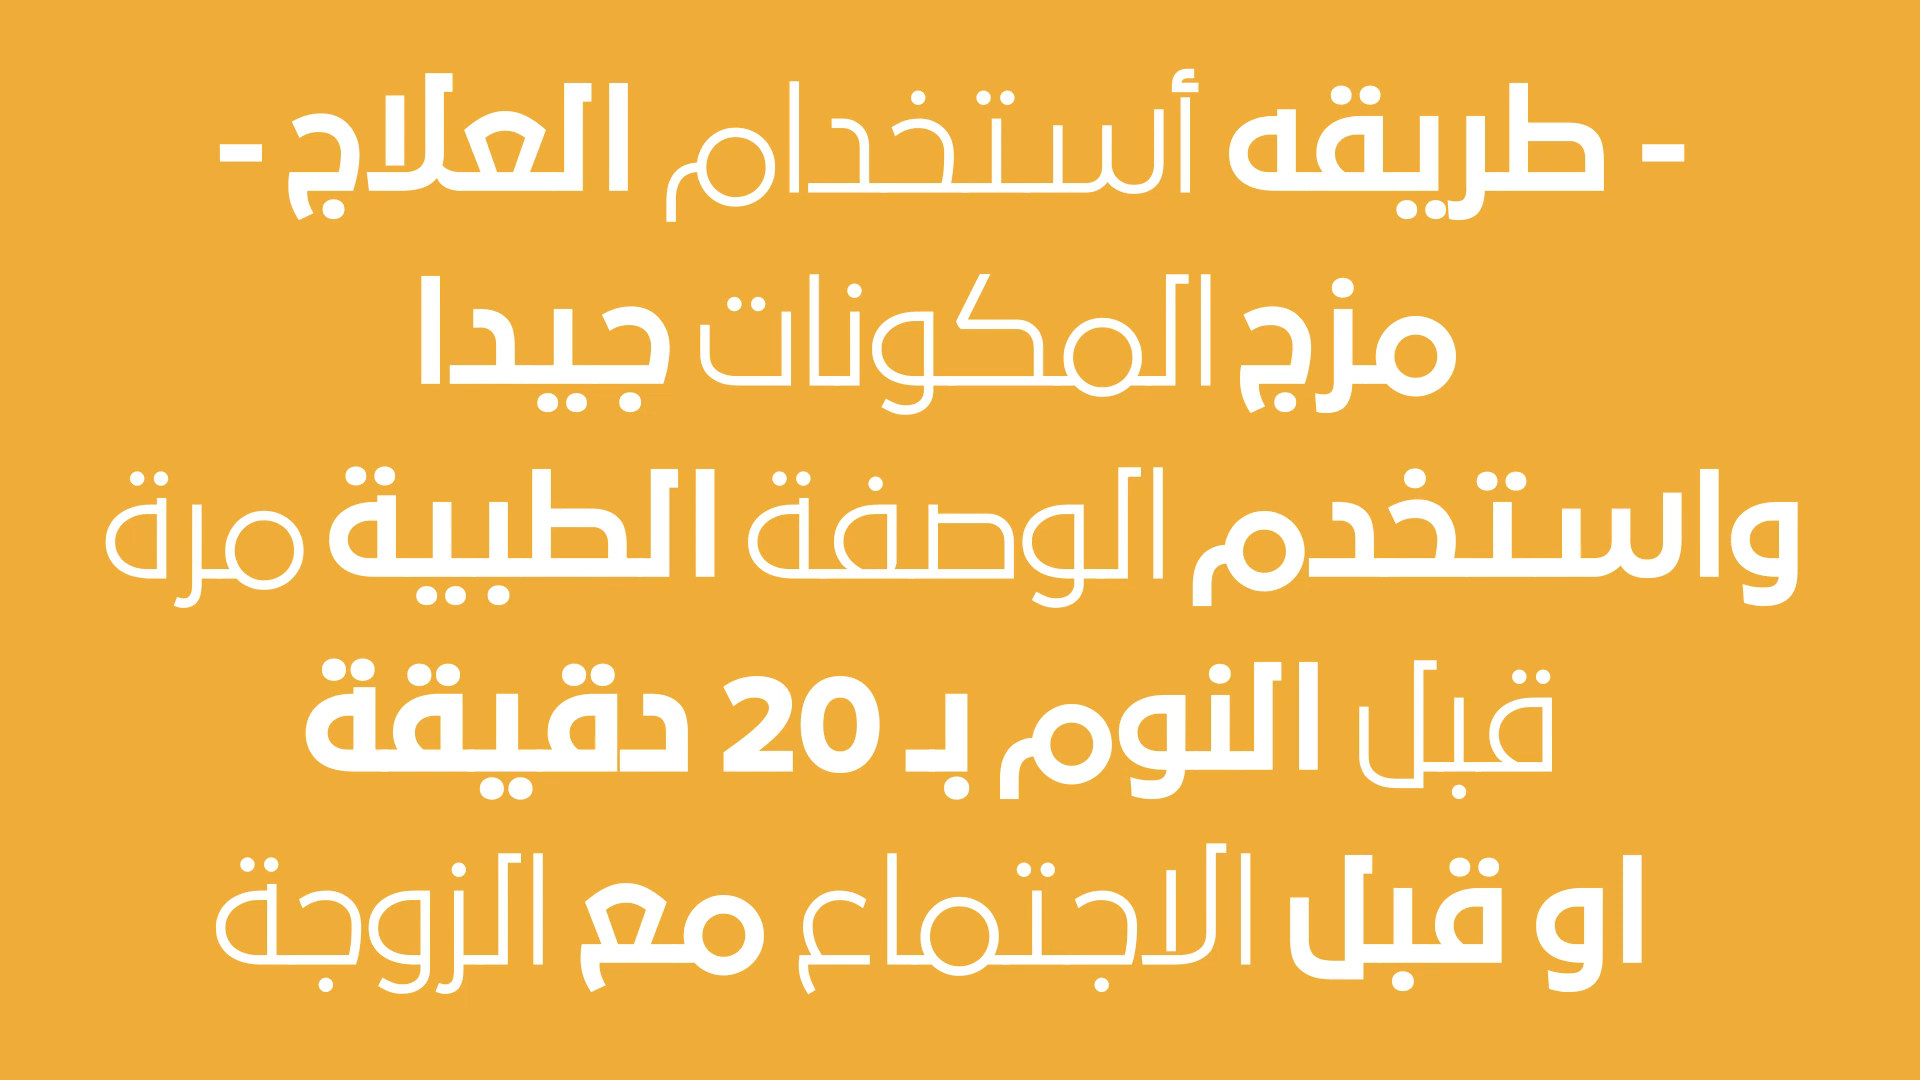 - طريقه أستخدام العلاج -
مزج المكونات جيدا
واستخدم الوصفة الطبية مرة
قبل النوم بـ 20 دقيقة
او قبل الاجتماع مع الزوجة